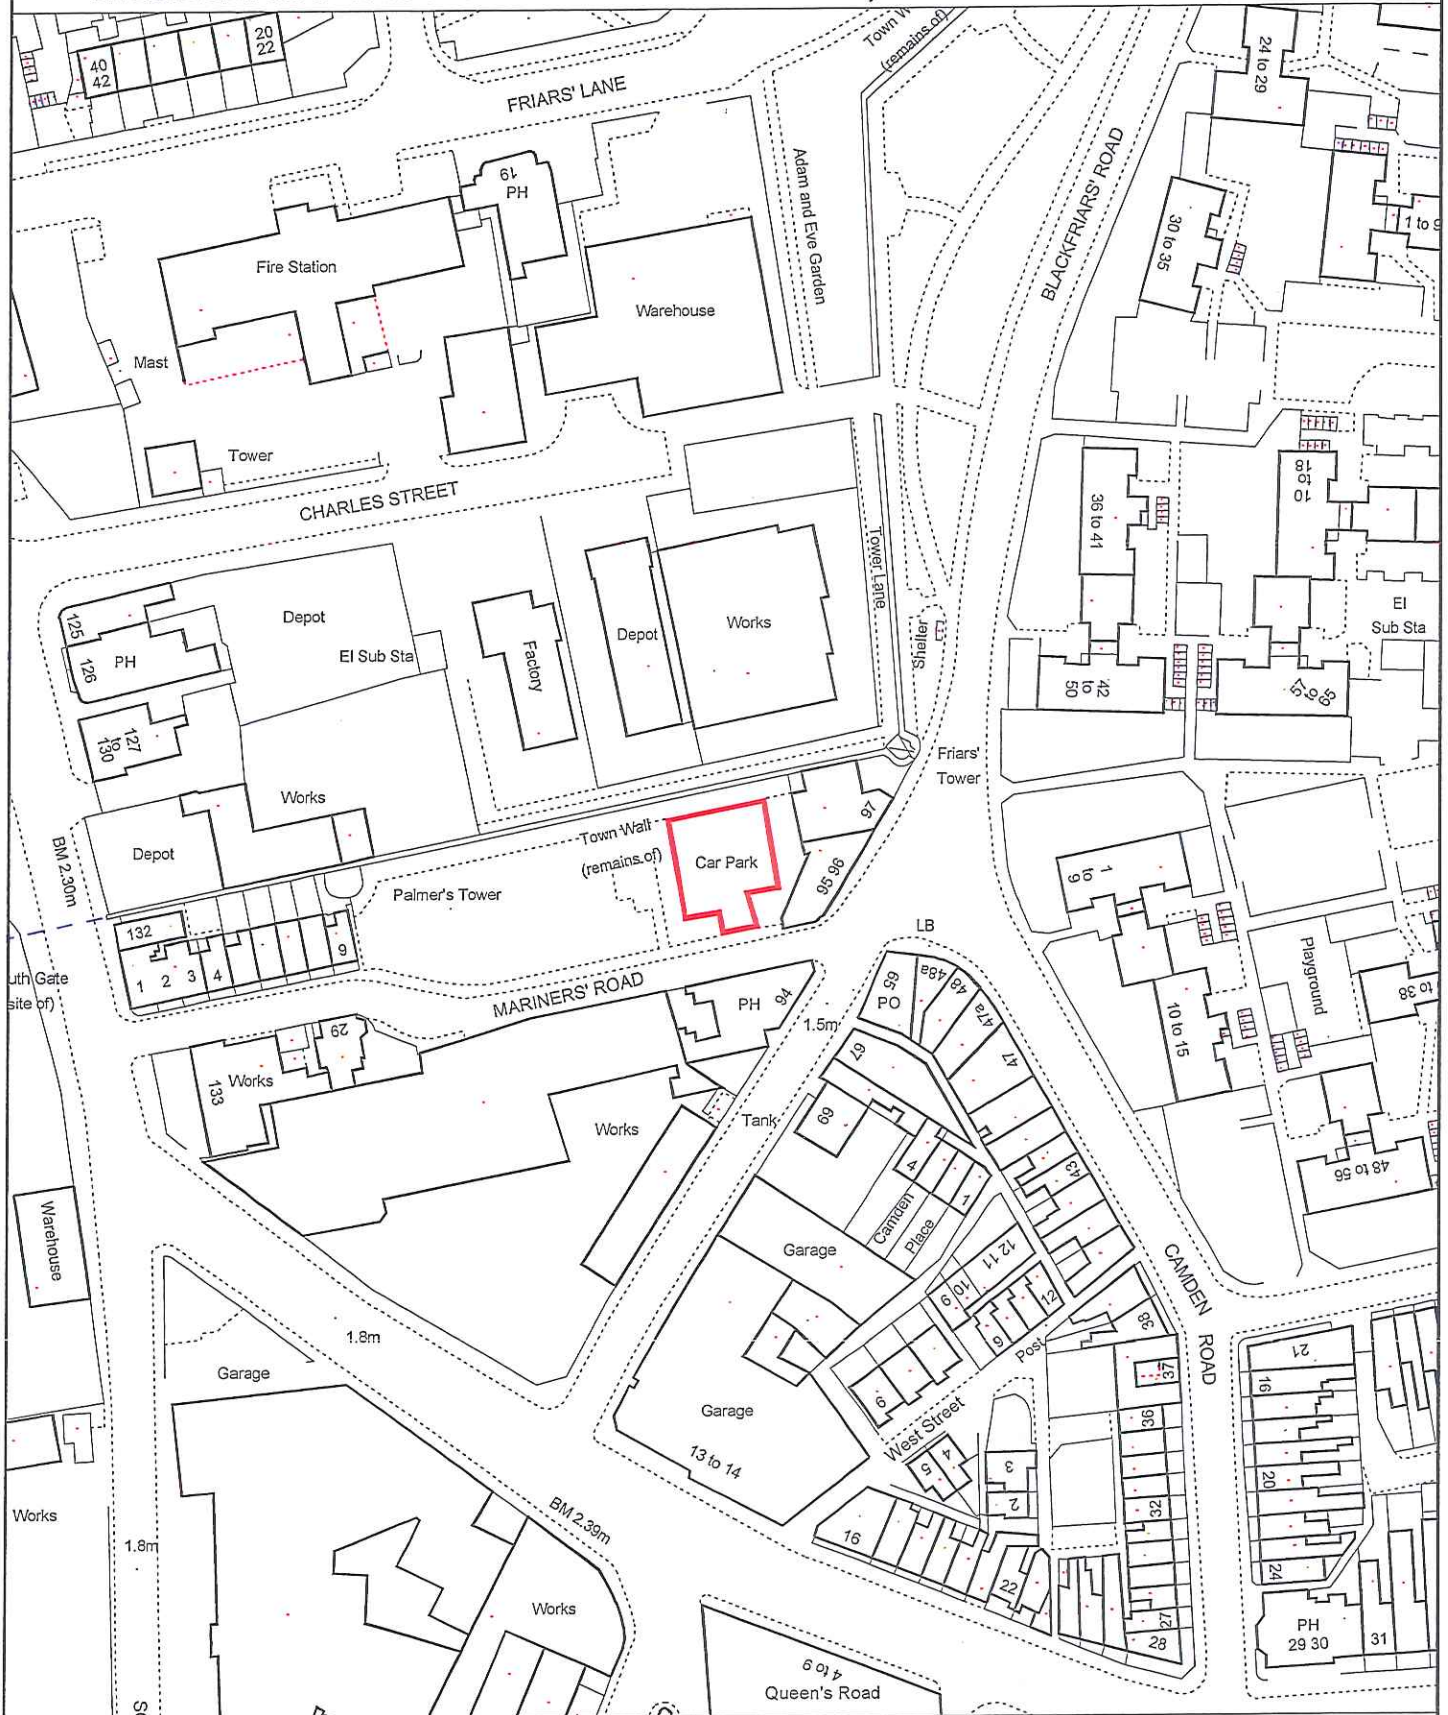 20
22
40
42
FRIARS' LANE
Town W
(remains of)
24 to 29
BLACKFRIARS' ROAD
Adam and Eve Garden
19
PH
30 to 35
1 to 9
Fire Station
Warehouse
Mast
Tower
CHARLES STREET
36 to 41
10
to
18
Tower Lane
Shelter
125
126
PH
Depot
El Sub Sta
Factory
Depot
Works
El
Sub Sta
42
to
50
57
to
65
127
to
130
Friars'
Tower
Works
97
BM 2.30m
Depot
Town Wall
(remains of)
Car Park
95 96
1
to
9
Palmer's Tower
132
1
2
3
4
9
LB
uth Gate
site of)
MARINERS' ROAD
PH
94
65
PO
48a
48
47a
47
1.5m
Playground
to 38
10 to 15
29
Works
133
67
69
Tank
Works
4
1
43
Camden
Place
48 to 56
Warehouse
Garage
12 11
10
9
12
9
CAMDEN ROAD
38
Post
1.8m
Garage
37
21
16
6
36
Garage
13 to 14
West Street
5
4
3
2
20
32
Works
1.8m
BM 2.39m
16
22
24
Works
27
28
PH
29 30
31
4 to 9
Queen's Road
SO